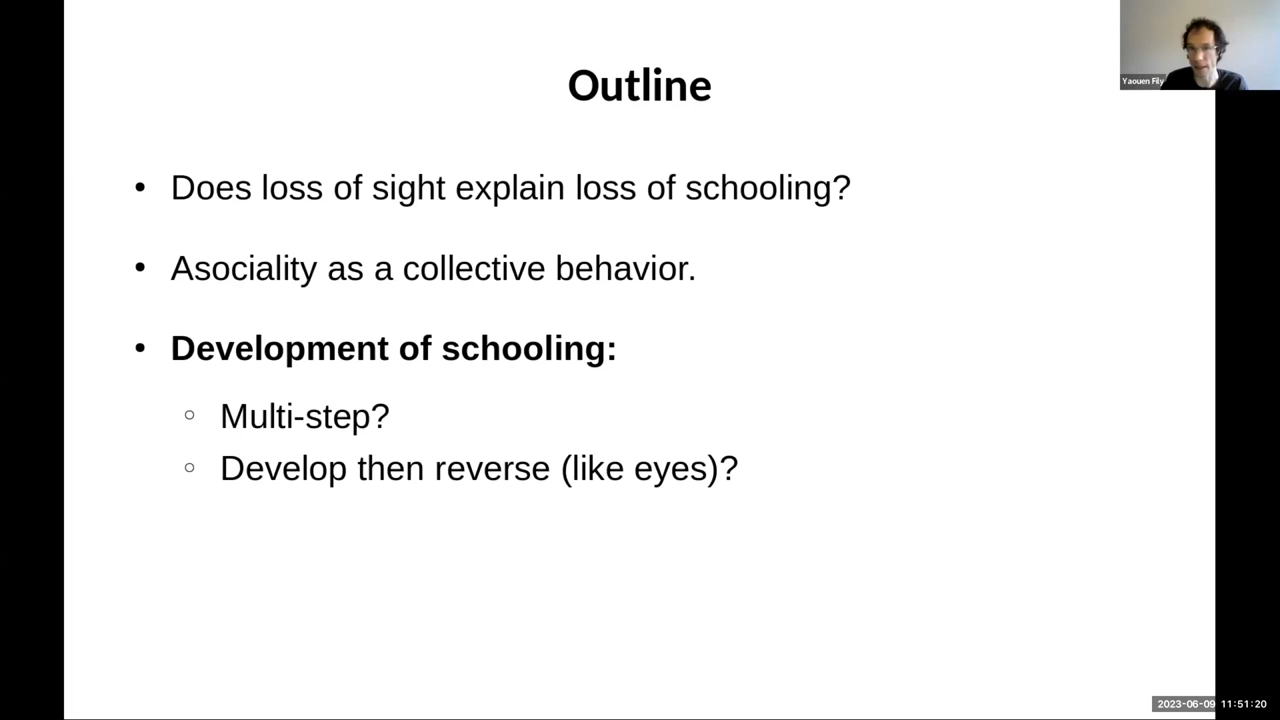 Outline
Yaouen Fily
• Does loss of sight explain loss of schooling?
• Asociality as a collective behavior.
• Development of schooling:
○ Multi-step?
○ Develop then reverse (like eyes)?
2023-06-09 11:51:20